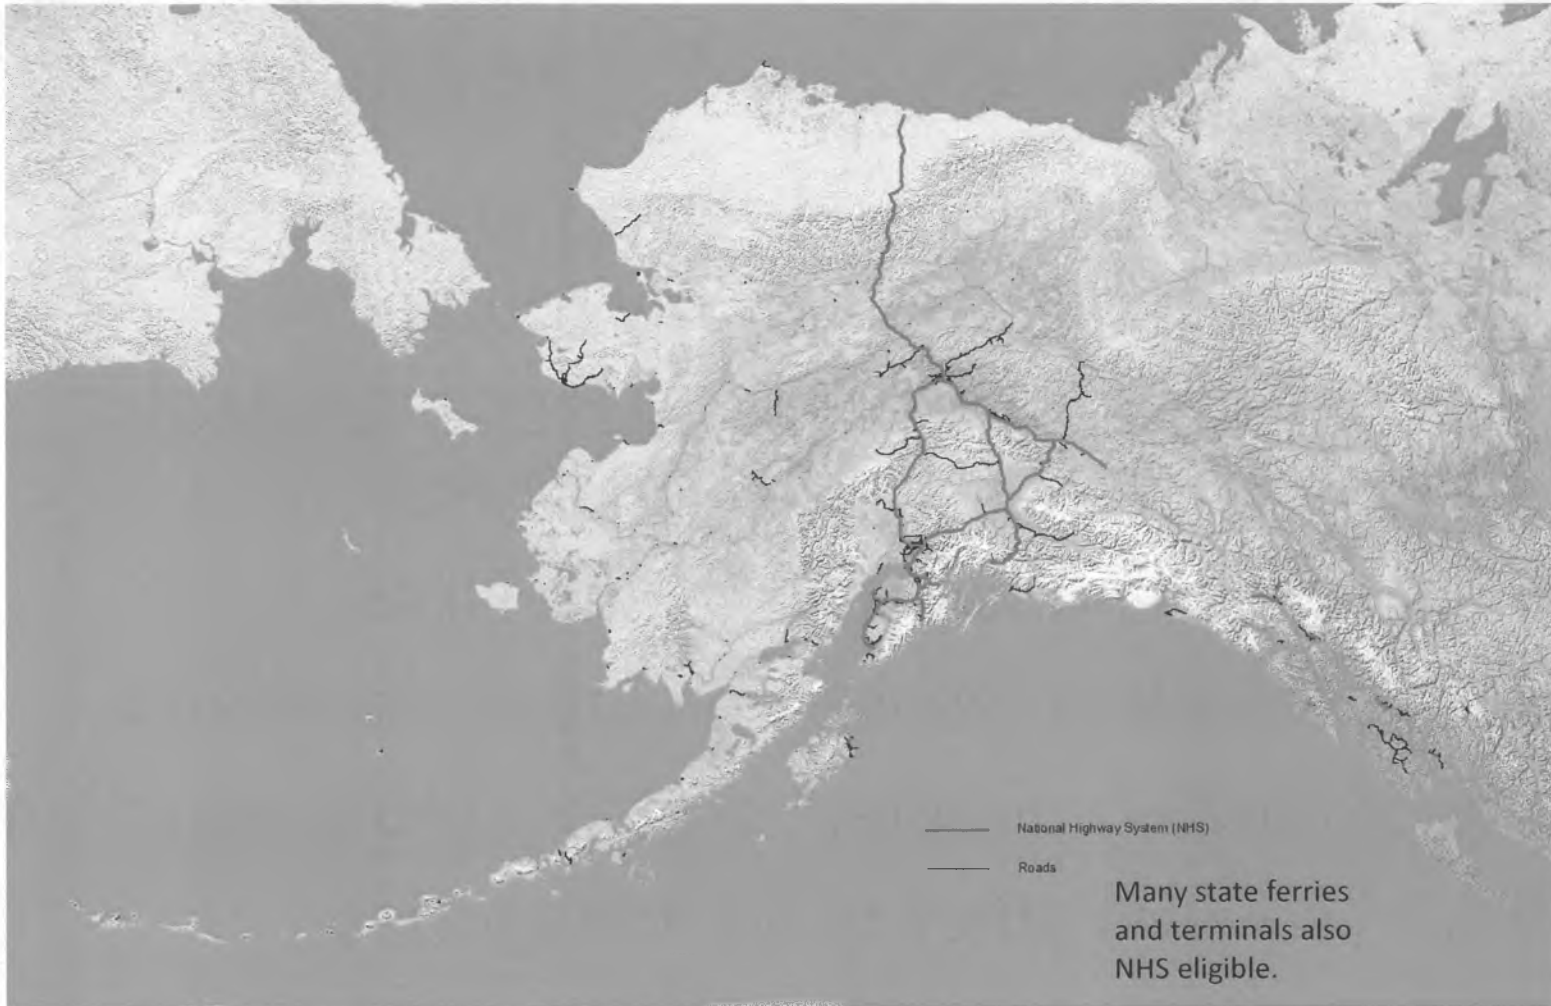 National Highway System (NHS)
Roads
Many state ferries
and terminals also
NHS eligible.